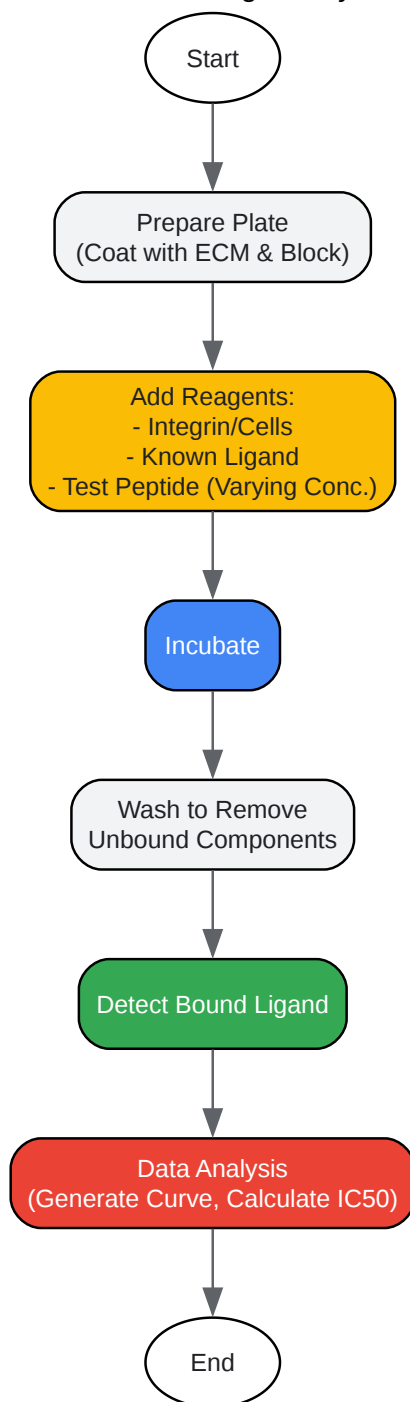 Start
Prepare Plate
(Coat with ECM & Block)
Add Reagents:
- Integrin/Cells
- Known Ligand
- Test Peptide (Varying Conc.)
Incubate
Wash to Remove
Unbound Components
Detect Bound Ligand
Data Analysis
(Generate Curve, Calculate IC50)
End